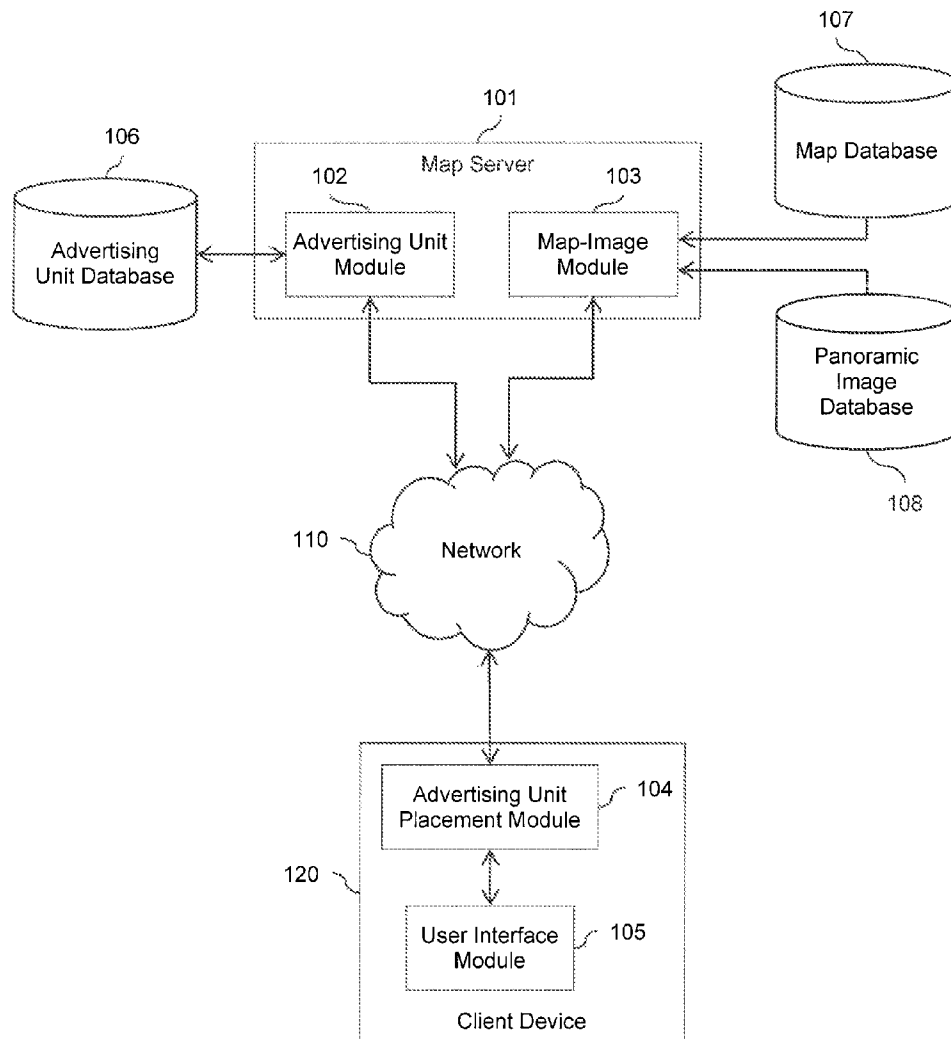 107
101
106
Map Server
Map Database
102
103
Advertising
Unit Database
Advertising Unit
Module
Map-Image
Module
Panoramic
Image
Database
108
110
Network
Advertising Unit
Placement Module
104
120
User Interface
Module
105
Client Device